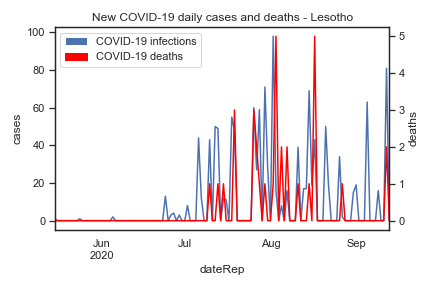 New COVID-19 daily cases and deaths - Lesotho
COVID-19 infections
COVID-19 deaths
100
80
60
40
20
0
cases
5
4
3
2
1
0
deaths
Jun
2020
Jul
Aug
Sep
dateRep